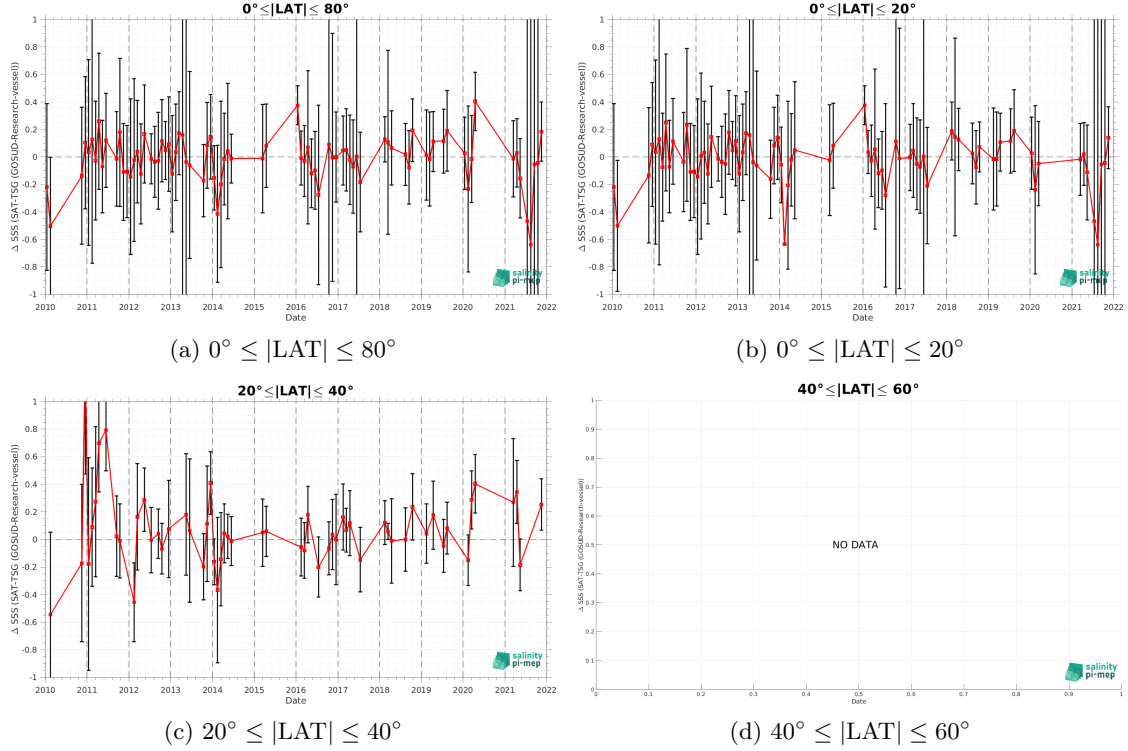 0°≤|LAT|≤ 80°
Δ SSS (SAT-TSG (GOSUD-Research-vessel))
1
0.8
0.6
0.4
0.2
0
-0.2
-0.4
-0.6
-0.8
-1
2010 2011 2012 2013 2014 2015 2016 2017 2018 2019 2020 2021 2022
Date
salinity
pi-mep
(a) 0° ≤ |LAT| ≤ 80°
0°≤|LAT|≤ 20°
Δ SSS (SAT-TSG (GOSUD-Research-vessel))
1
0.8
0.6
0.4
0.2
0
-0.2
-0.4
-0.6
-0.8
-1
2010 2011 2012 2013 2014 2015 2016 2017 2018 2019 2020 2021 2022
Date
salinity
pi-mep
(b) 0° ≤ |LAT| ≤ 20°
20°≤|LAT|≤ 40°
Δ SSS (SAT-TSG (GOSUD-Research-vessel))
1
0.8
0.6
0.4
0.2
0
-0.2
-0.4
-0.6
-0.8
-1
2010 2011 2012 2013 2014 2015 2016 2017 2018 2019 2020 2021 2022
Date
salinity
pi-mep
(c) 20° ≤ |LAT| ≤ 40°
40°≤|LAT|≤ 60°
Δ SSS (SAT-TSG (GOSUD-Research-vessel))
1
0.9
0.8
0.7
0.6
0.5
0.4
0.3
0.2
0.1
0
NO DATA
0 0.1 0.2 0.3 0.4 0.5 0.6 0.7 0.8 0.9 1
Date
salinity
pi-mep
(d) 40° ≤ |LAT| ≤ 60°